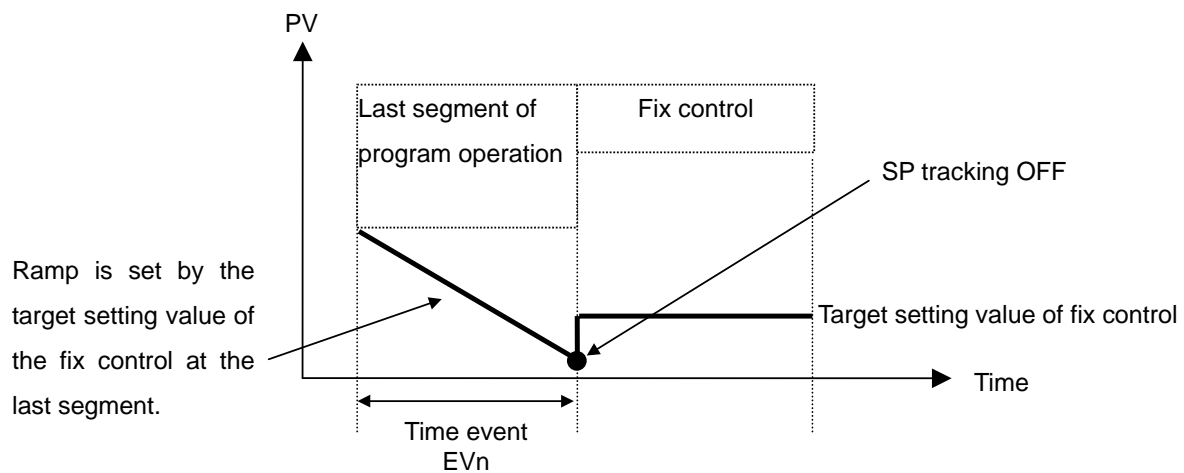 PV
Last segment of
program operation
Fix control
SP tracking OFF
Ramp is set by the
target setting value of
the fix control at the
last segment.
Target setting value of fix control
Time
Time event
EVn